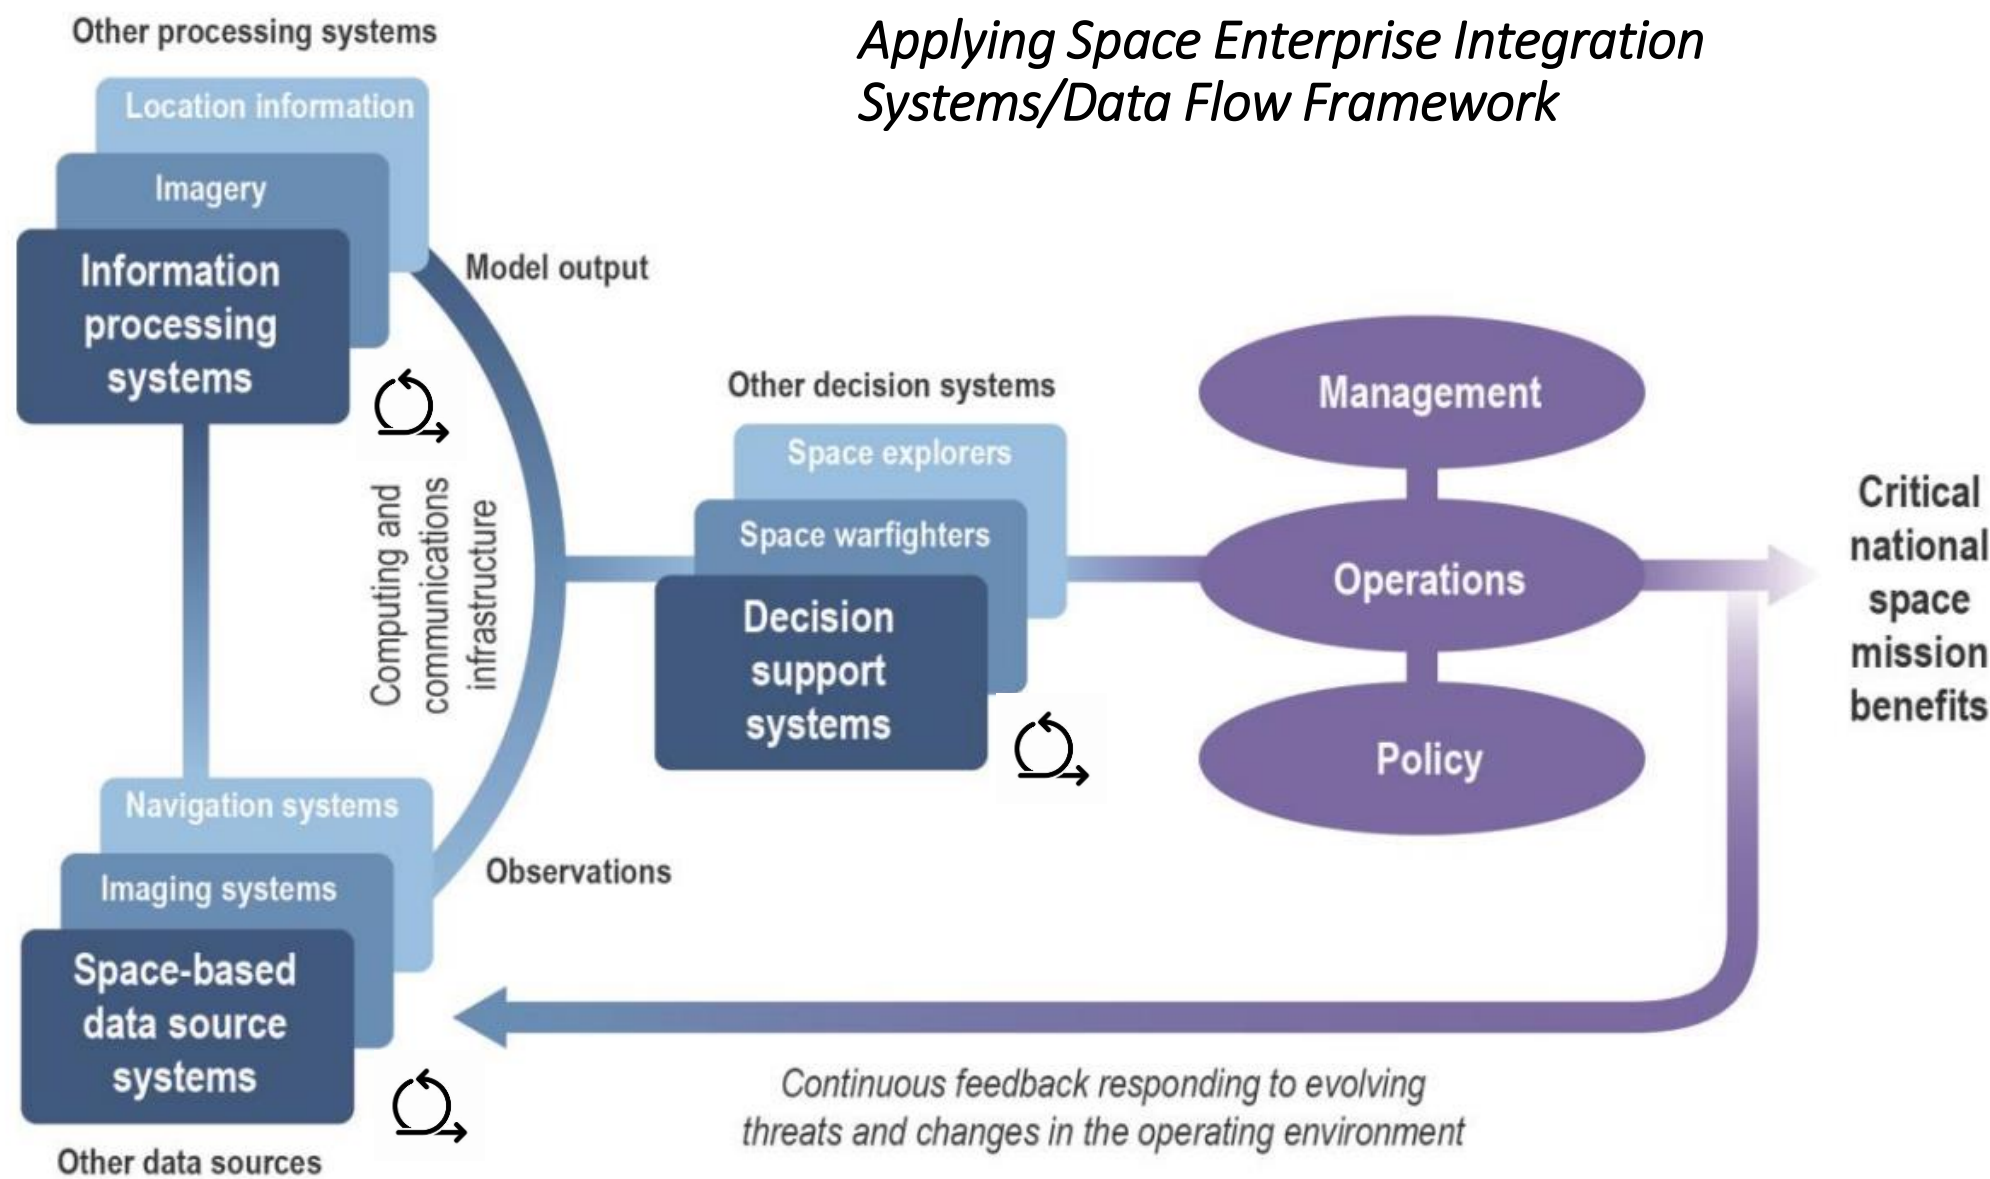 Applying Space Enterprise Integration
Systems/Data Flow Framework
Other processing systems
Location information
Imagery
Information
processing
systems
Model output
Computing and
communications
infrastructure
Navigation systems
Imaging systems
Space-based
data source
systems
Other data sources
Observations
Other decision systems
Space explorers
Space warfighters
Decision
support
systems
Management
Operations
Policy
Critical
national
space
mission
benefits
Continuous feedback responding to evolving
threats and changes in the operating environment